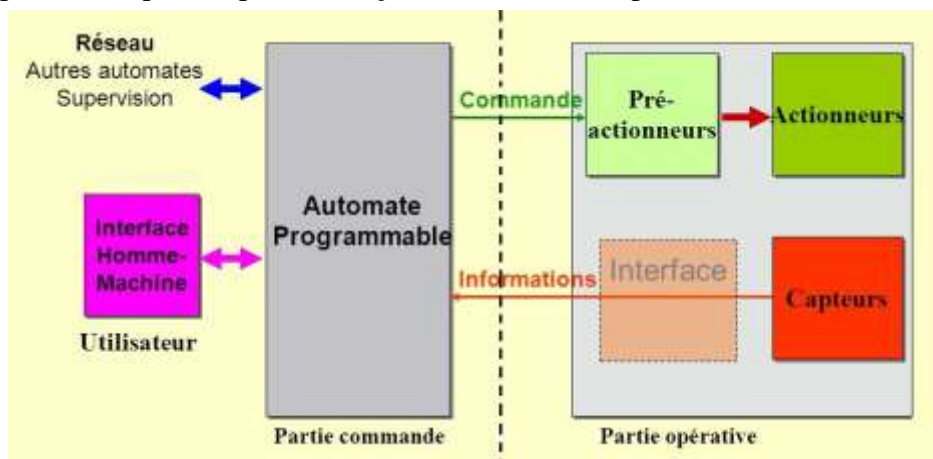 Réseau
Autres automates
Supervision
Interface
Homme-
Machine
Utilisateur
Automate
Programmable
Partie commande
Commande
Informations
Pré-
actionneurs
Actionneurs
Interface
Capteurs
Partie opérative